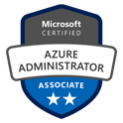 Microsoft
CERTIFIED
AZURE
ADMINISTRATOR
ASSOCIATE